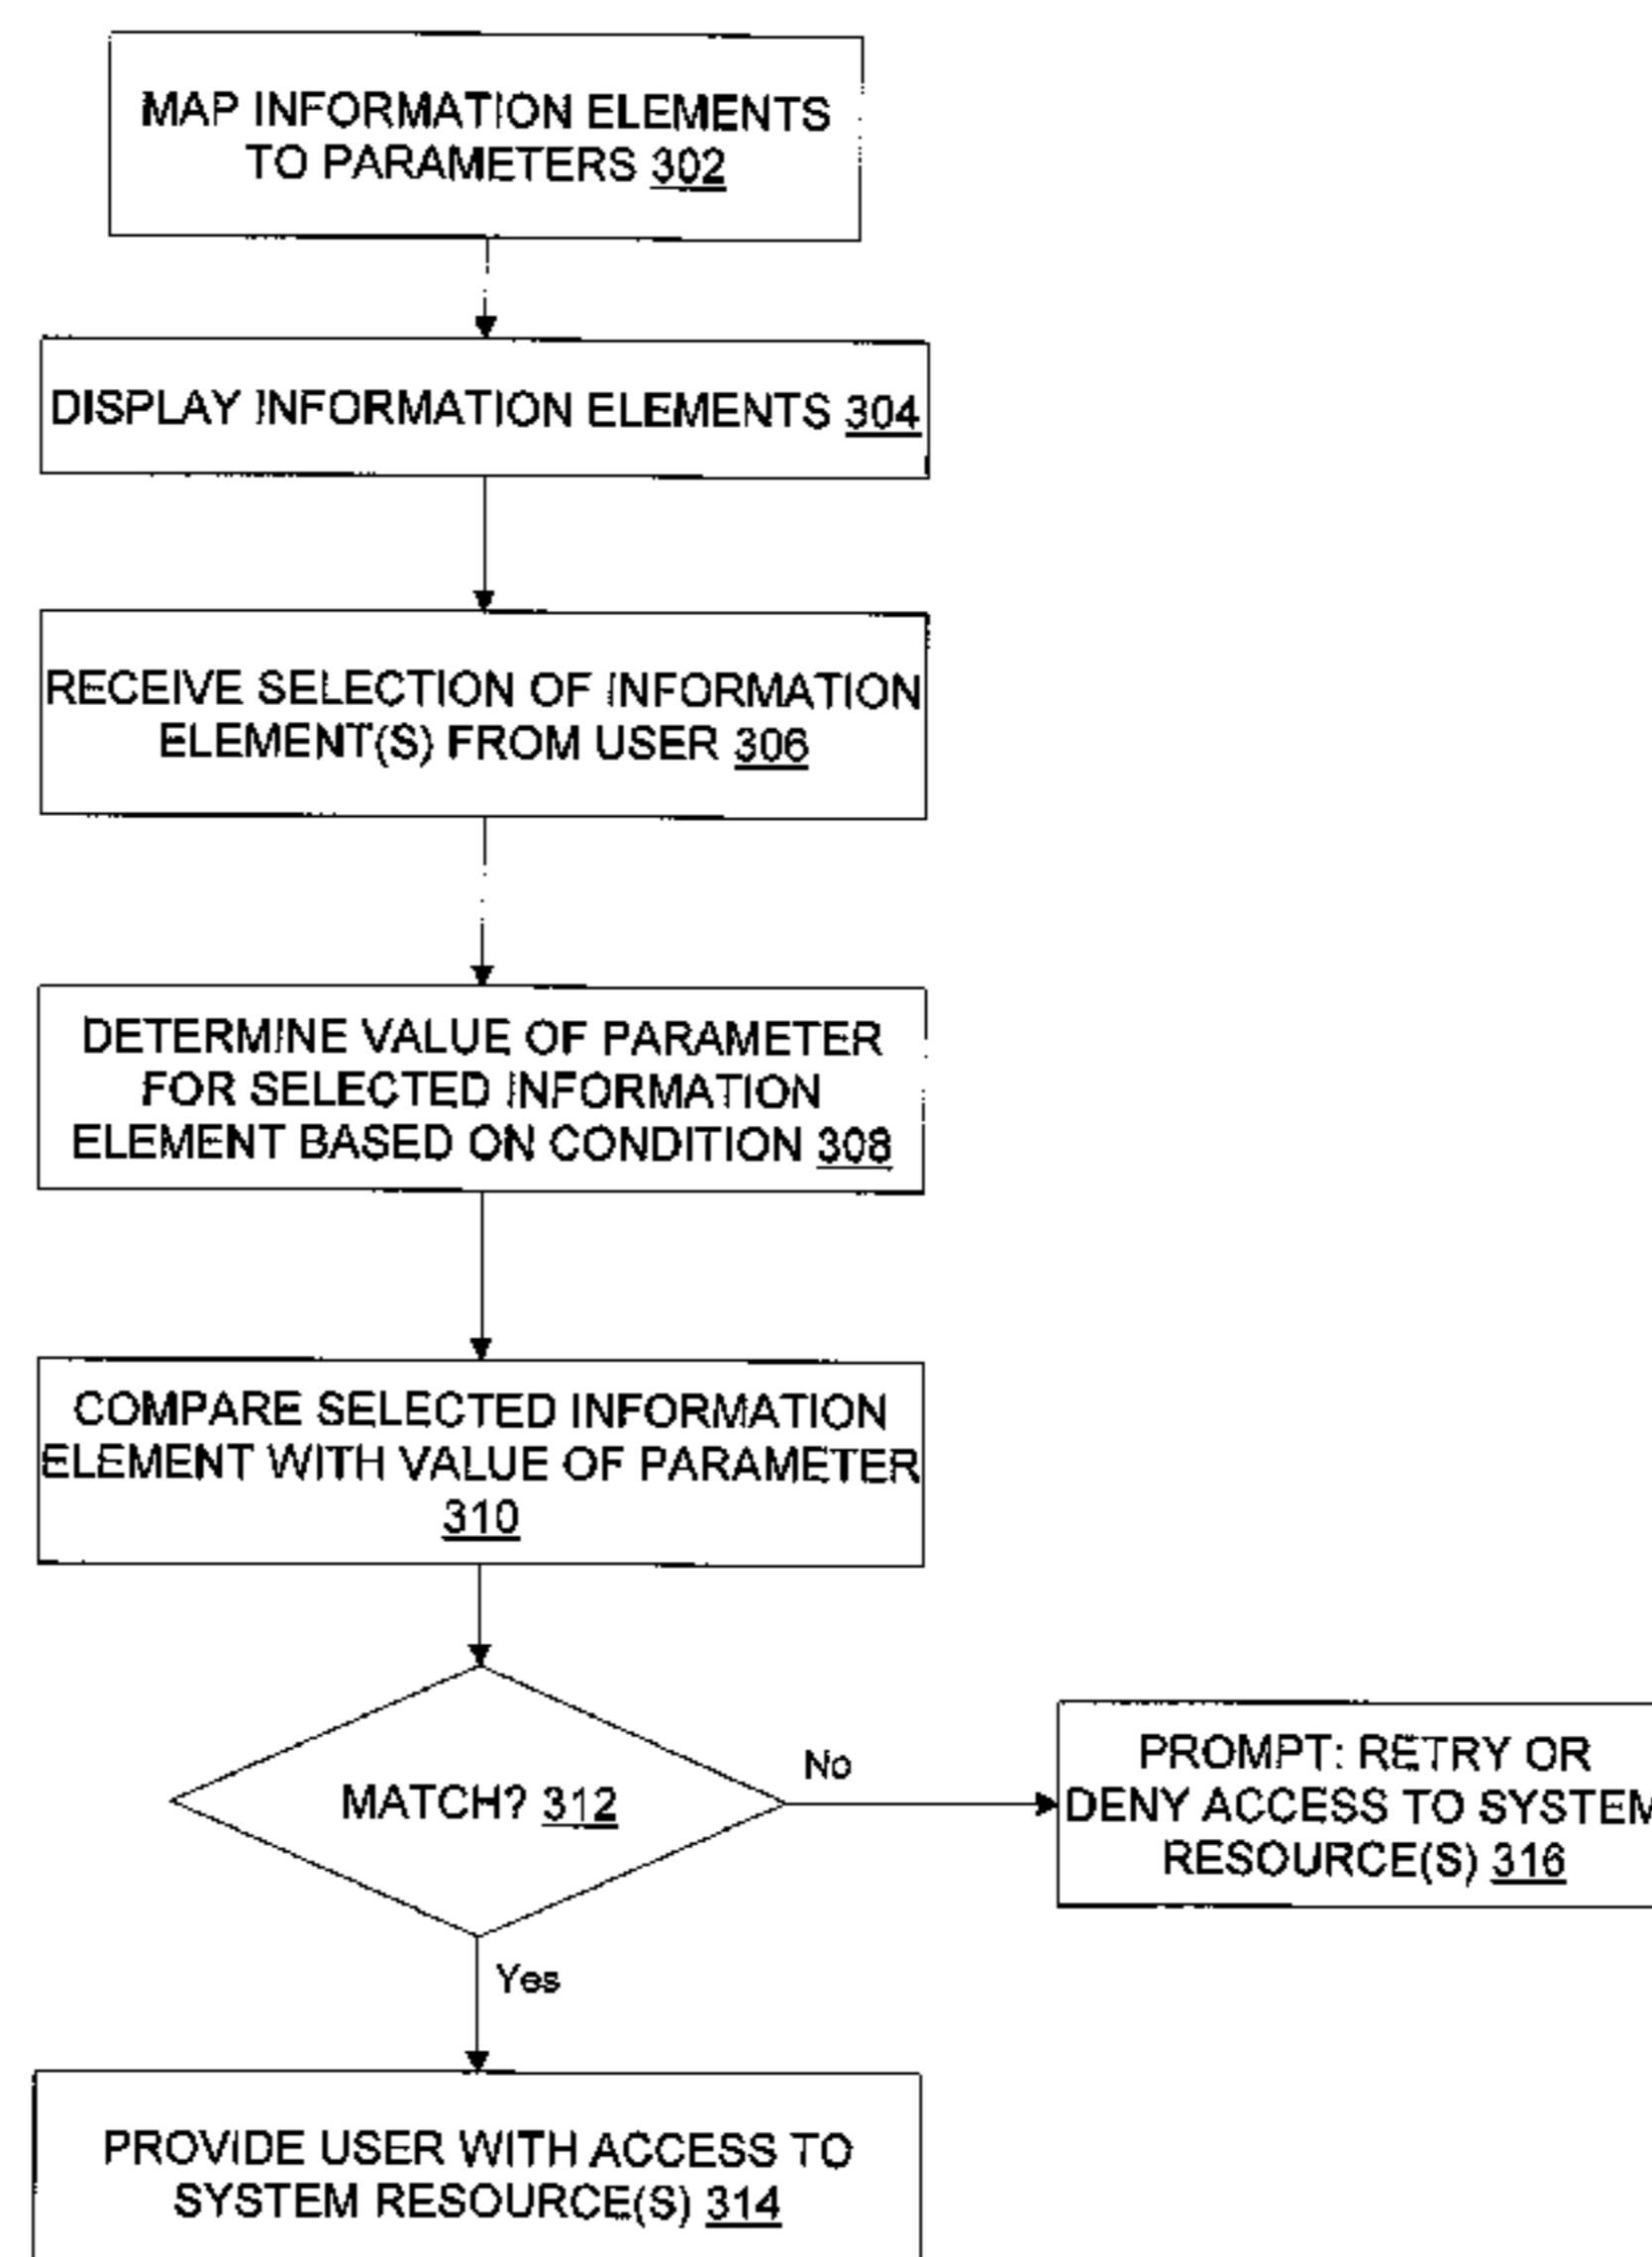 MAP INFORMATION ELEMENTS
TO PARAMETERS 302
DISPLAY INFORMATION ELEMENTS 304
RECEIVE SELECTION OF INFORMATION
ELEMENT(S) FROM USER 306
DETERMINE VALUE OF PARAMETER
FOR SELECTED INFORMATION
ELEMENT BASED ON CONDITION 308
COMPARE SELECTED INFORMATION
ELEMENT WITH VALUE OF PARAMETER
310
MATCH? 312
No
PROMPT: RETRY OR
DENY ACCESS TO SYSTEM
RESOURCE(S) 316
Yes
PROVIDE USER WITH ACCESS TO
SYSTEM RESOURCE(S) 314